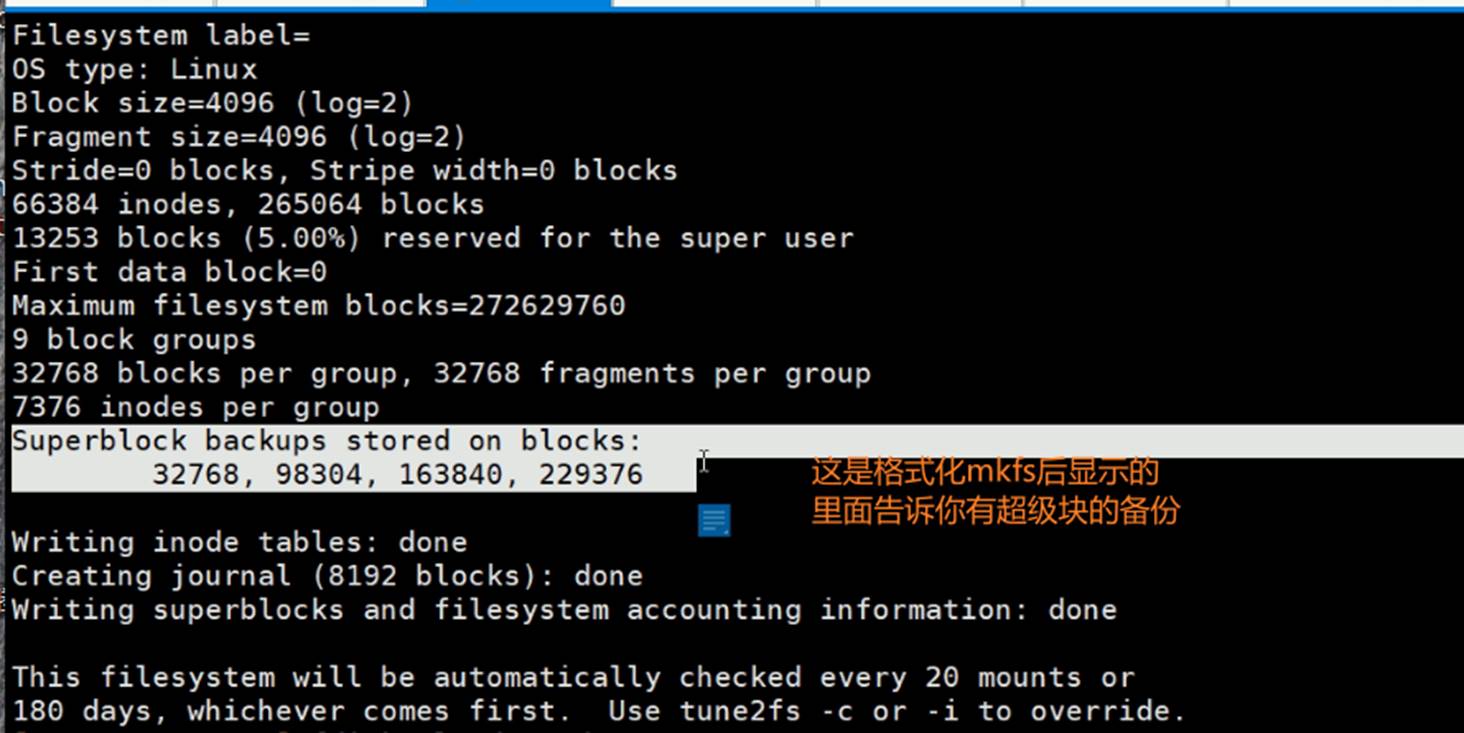 Filesystem label=
OS type: Linux
Block size=4096 (log=2)
Fragment size=4096 (log=2)
Stride=0 blocks, Stripe width=0 blocks
66384 inodes, 265064 blocks
13253 blocks (5.00%) reserved for the super user
First data block=0
Maximum filesystem blocks=272629760
9 block groups
32768 blocks per group, 32768 fragments per group
7376 inodes per group
Superblock backups stored on blocks:
32768, 98304, 163840, 229376
这是格式化mkfs后显示的
里面告诉你有超级块的备份
Writing inode tables: done
Creating journal (8192 blocks): done
Writing superblocks and filesystem accounting information: done
This filesystem will be automatically checked every 20 mounts or
180 days, whichever comes first.  Use tune2fs -c or -i to override.